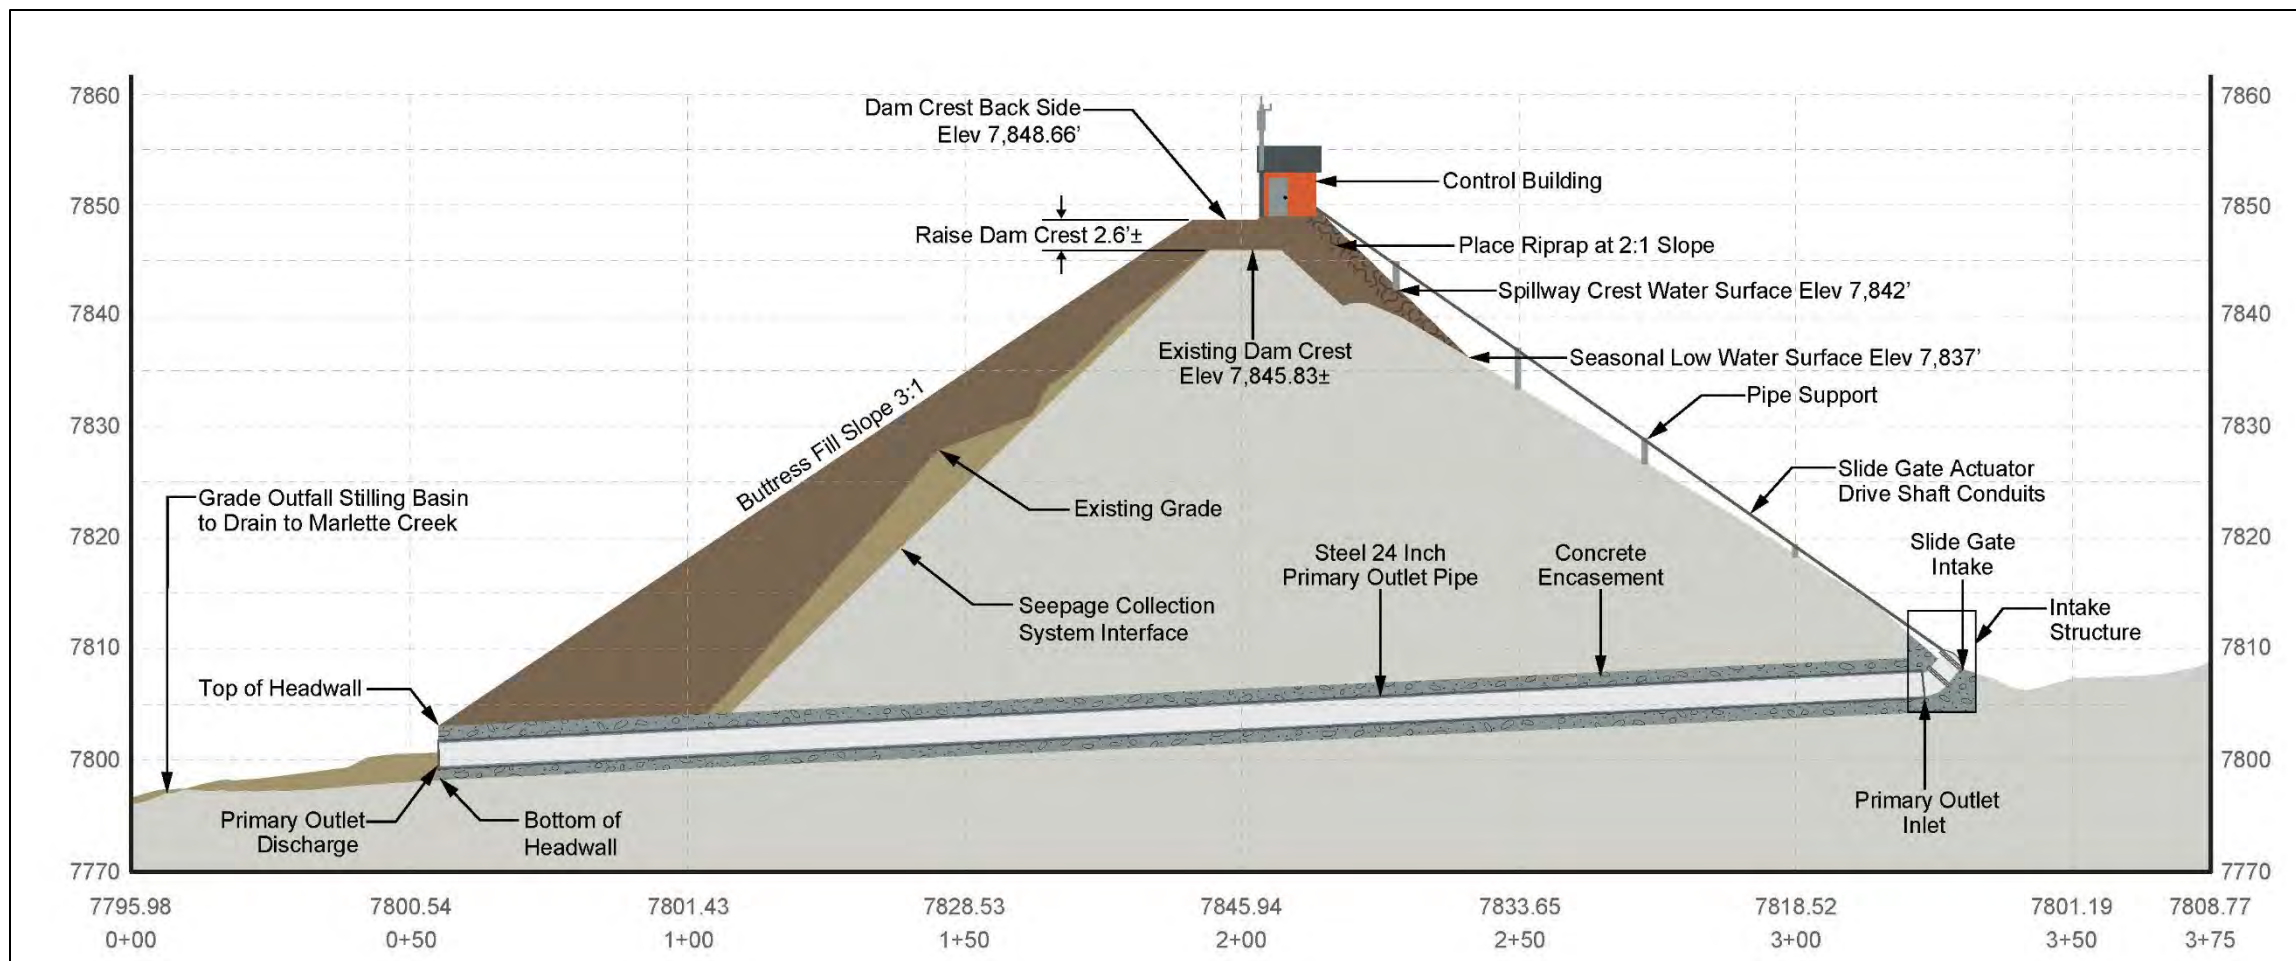 7860
7850
7840
7830
7820
7810
7800
7770
7860
7850
7840
7830
7820
7810
7800
7770
Dam Crest Back Side
Elev 7,848.66'
Control Building
Raise Dam Crest 2.6'±
Place Riprap at 2:1 Slope
Spillway Crest Water Surface Elev 7,842'
Existing Dam Crest
Elev 7,845.83±
Seasonal Low Water Surface Elev 7,837'
Pipe Support
Buttress Fill Slope 3:1
Slide Gate Actuator
Drive Shaft Conduits
Grade Outfall Stilling Basin
to Drain to Marlette Creek
Existing Grade
Steel 24 Inch
Primary Outlet Pipe
Concrete
Encasement
Slide Gate
Intake
Seepage Collection
System Interface
Intake
Structure
Top of Headwall
Primary Outlet
Discharge
Bottom of
Headwall
Primary Outlet
Inlet
7795.98 7800.54 7801.43 7828.53 7845.94 7833.65 7818.52 7801.19 7808.77
0+00 0+50 1+00 1+50 2+00 2+50 3+00 3+50 3+75